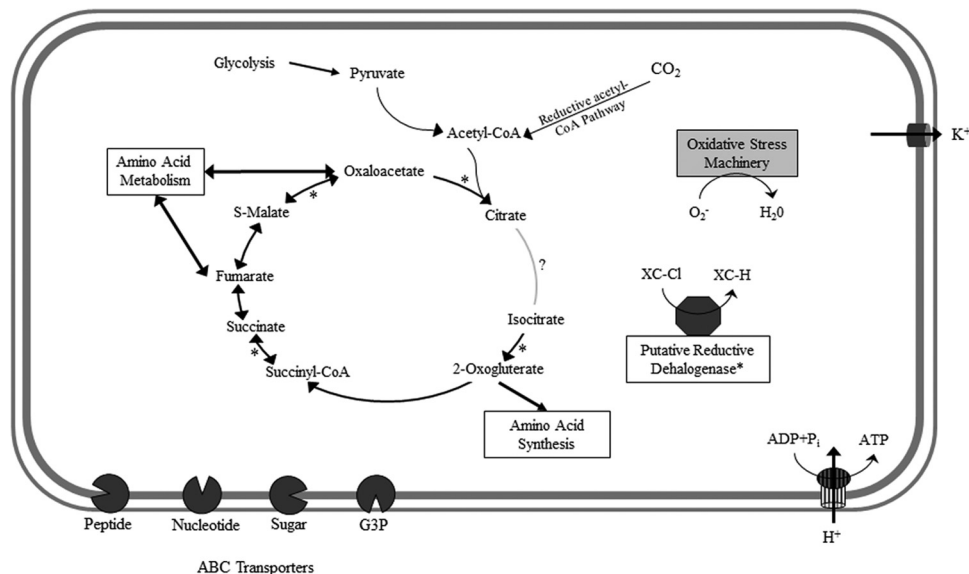 Glycolysis
Pyruvate
CO2
Reductive acetyl-
CoA Pathway
Acetyl-CoA
K+
Oxidative Stress
Machinery
O2-
H20
Amino Acid
Metabolism
Oxaloacetate
*
*
S-Malate
Citrate
?
Fumarate
XC-Cl
XC-H
Succinate
Isocitrate
*
*
Putative Reductive
Dehalogenase*
Succinyl-CoA
2-Oxogluterate
Amino Acid
Synthesis
ADP+Pi
ATP
H+
Peptide
Nucleotide
Sugar
G3P
ABC Transporters